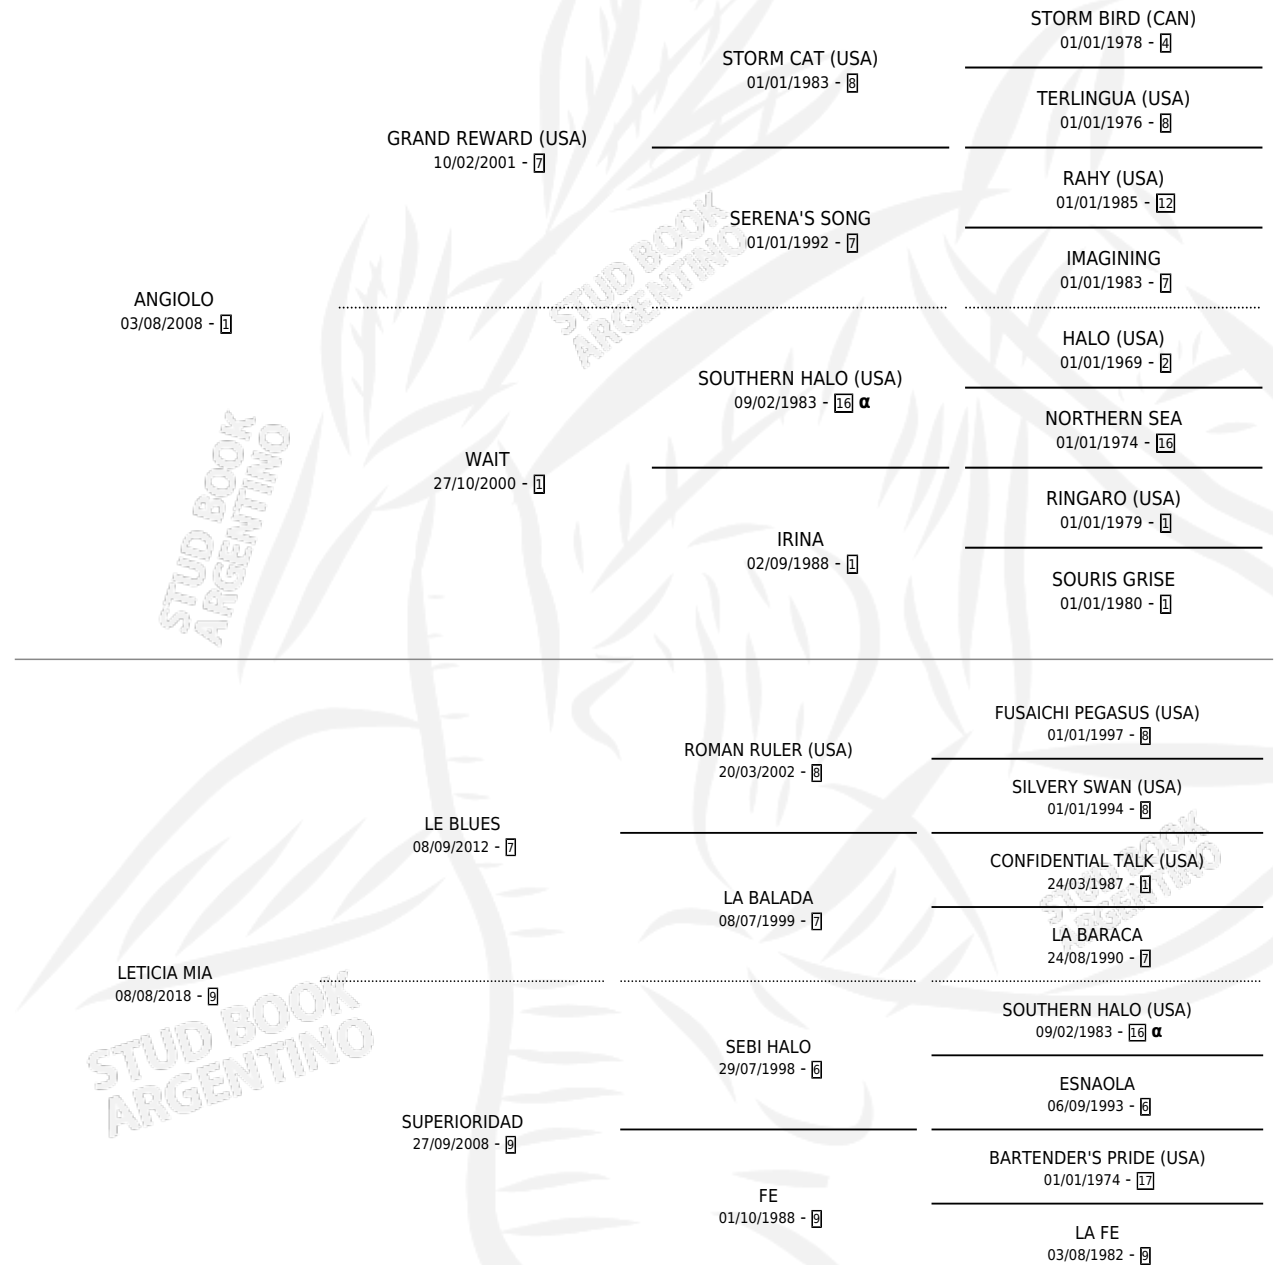 STORM BIRD (CAN)
01/01/1978 - 4
STORM CAT (USA)
01/01/1983 - 8
TERLINGUA (USA)
01/01/1976 - 8
GRAND REWARD (USA)
10/02/2001 - 7
RAHY (USA)
01/01/1985 - 12
SERENA'S SONG
01/01/1992 - 7
IMAGINING
01/01/1983 - 7
ANGIOLO
03/08/2008 - 1
HALO (USA)
01/01/1969 - 2
SOUTHERN HALO (USA)
09/02/1983 - 16 α
NORTHERN SEA
01/01/1974 - 16
WAIT
27/10/2000 - 1
RINGARO (USA)
01/01/1979 - 1
IRINA
02/09/1988 - 1
SOURIS GRISE
01/01/1980 - 1
FUSAICHI PEGASUS (USA)
01/01/1997 - 8
ROMAN RULER (USA)
20/03/2002 - 8
SILVERY SWAN (USA)
01/01/1994 - 8
LE BLUES
08/09/2012 - 7
CONFIDENTIAL TALK (USA)
24/03/1987 - 1
LA BALADA
08/07/1999 - 7
LA BARACA
24/08/1990 - 7
LETICIA MIA
08/08/2018 - 9
SOUTHERN HALO (USA)
09/02/1983 - 16 α
SEBI HALO
29/07/1998 - 6
ESNAOLA
06/09/1993 - 6
SUPERIORIDAD
27/09/2008 - 9
BARTENDER'S PRIDE (USA)
01/01/1974 - 17
FE
01/10/1988 - 9
LA FE
03/08/1982 - 9
STUD BOOK
ARGENTINO
STUD BOOK
ARGENTINO
STUD BOOK
ARGENTINO
STUD BOOK
ARGENTINO